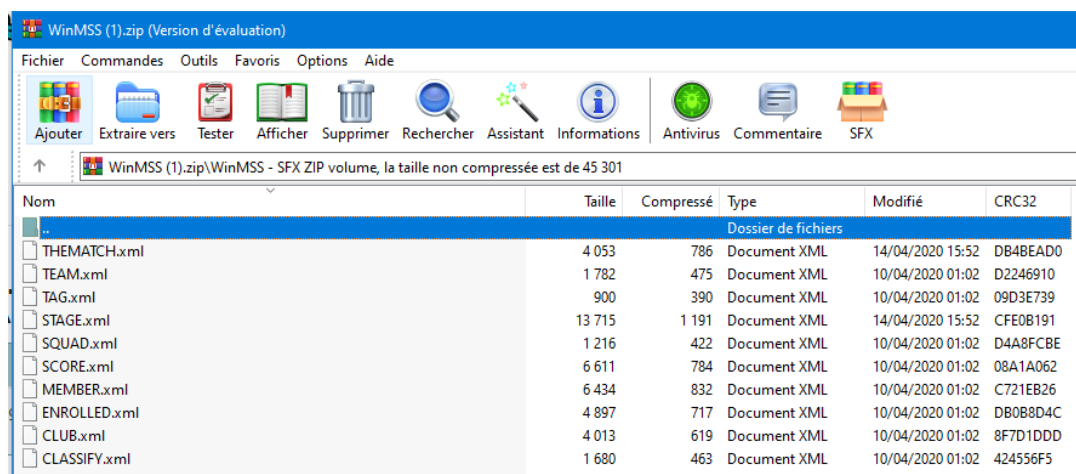 WinMSS (1).zip (Version d'évaluation)
Fichier Commandes Outils Favoris Options Aide
Ajouter Extraire vers Tester Afficher Supprimer Rechercher Assistant Informations Antivirus Commentaire SFX
WinMSS (1).zip\WinMSS - SFX ZIP volume, la taille non compressée est de 45 301
Nom Taille Compressé Type Modifié CRC32
.. Dossier de fichiers
THEMATCH.xml 4 053 786 Document XML 14/04/2020 15:52 DB4BEAD0
TEAM.xml 1 782 475 Document XML 10/04/2020 01:02 D2246910
TAG.xml 900 390 Document XML 10/04/2020 01:02 09D3E739
STAGE.xml 13 715 1 191 Document XML 14/04/2020 15:52 CFE0B191
SQUAD.xml 1 216 422 Document XML 10/04/2020 01:02 D4A8FCBE
SCORE.xml 6 611 784 Document XML 10/04/2020 01:02 08A1A062
MEMBER.xml 6 434 832 Document XML 10/04/2020 01:02 C721EB26
ENROLLED.xml 4 897 717 Document XML 10/04/2020 01:02 DB0B8D4C
CLUB.xml 4 013 619 Document XML 10/04/2020 01:02 8F7D1DDD
CLASSIFY.xml 1 680 463 Document XML 10/04/2020 01:02 424556F5